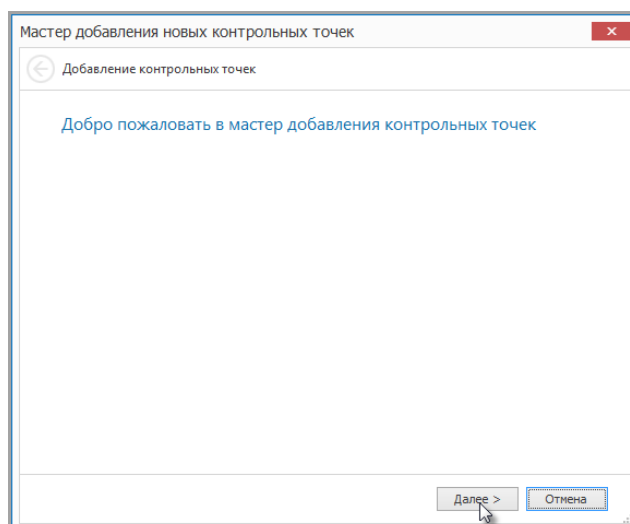 Мастер добавления новых контрольных точек
Добавление контрольных точек
Добро пожаловать в мастер добавления контрольных точек
Далее >
Отмена